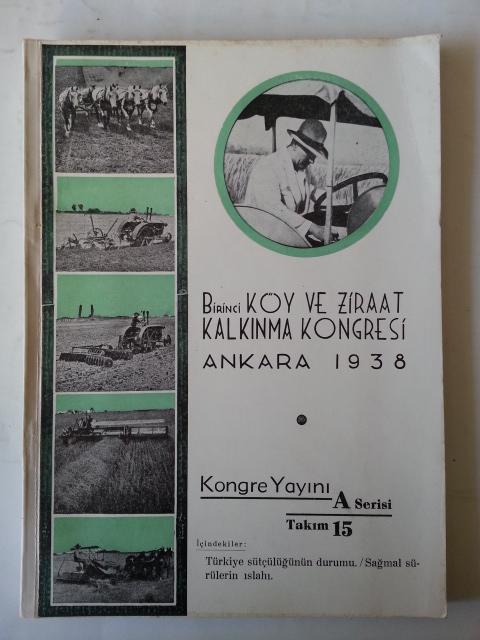 Birinci KÖY VE ZİRAAT
KALKINMA KONGRESİ
ANKARA 1938
Kongre Yayını
A Serisi
Takım 15
İçindekiler:
Türkiye sütçülüğünün durumu./Sağmal sü-
rülerin ıslahı.